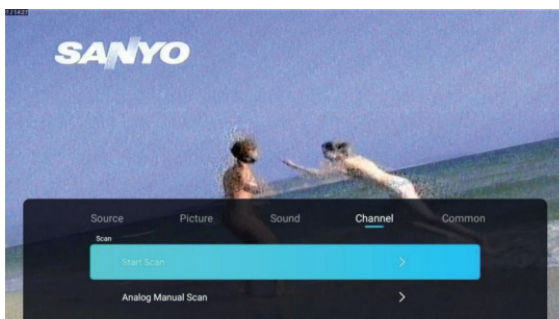 SANYO
Source Picture Sound Channel Common
Scan
Start Scan
Analog Manual Scan